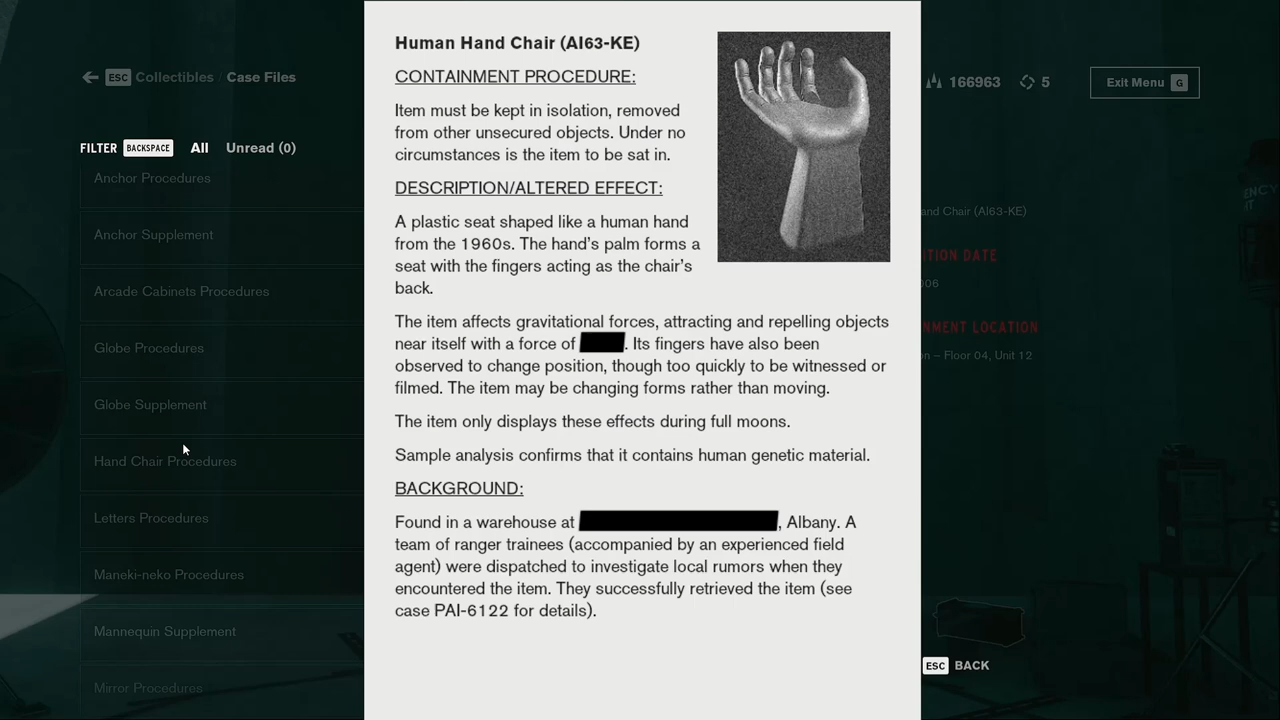 Human Hand Chair (AI63-KE)
CONTAINMENT PROCEDURE:
Item must be kept in isolation, removed
from other unsecured objects. Under no
circumstances is the item to be sat in.
DESCRIPTION/ALTERED EFFECT:
A plastic seat shaped like a human hand
from the 1960s. The hand's palm forms a
seat with the fingers acting as the chair's
back.
The item affects gravitational forces, attracting and repelling objects
near itself with a force of . Its fingers have also been
observed to change position, though too quickly to be witnessed or
filmed. The item may be changing forms rather than moving.
The item only displays these effects during full moons.
Sample analysis confirms that it contains human genetic material.
BACKGROUND:
Found in a warehouse at , Albany. A
team of ranger trainees (accompanied by an experienced field
agent) were dispatched to investigate local rumors when they
encountered the item. They successfully retrieved the item (see
case PAI-6122 for details).
ESC Collectibles / Case Files
FILTER BACKSPACE All Unread (0)
Anchor Procedures
Anchor Supplement
Arcade Cabinets Procedures
Globe Procedures
Globe Supplement
Hand Chair Procedures
Letters Procedures
Maneki-neko Procedures
Mannequin Supplement
Mirror Procedures
166963 5 Exit Menu G
and Chair (AI63-KE)
ITION DATE
006
NMENT LOCATION
n – Floor 04, Unit 12
ESC BACK